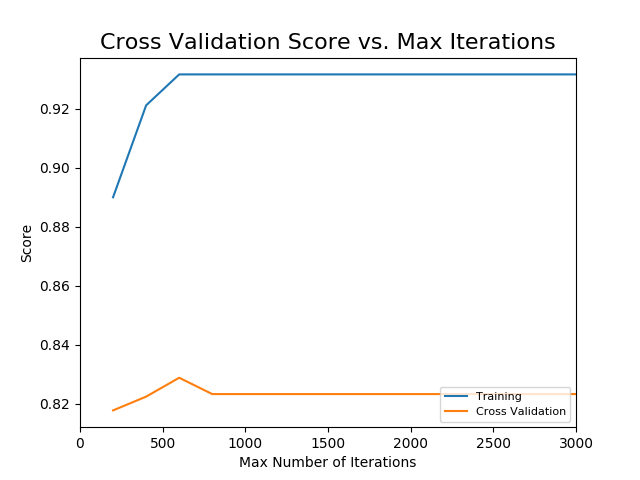 Cross Validation Score vs. Max Iterations
0.92
0.90
0.88
0.86
0.84
0.82
Score
0
500
1000
1500
2000
2500
3000
Max Number of Iterations
Training
Cross Validation